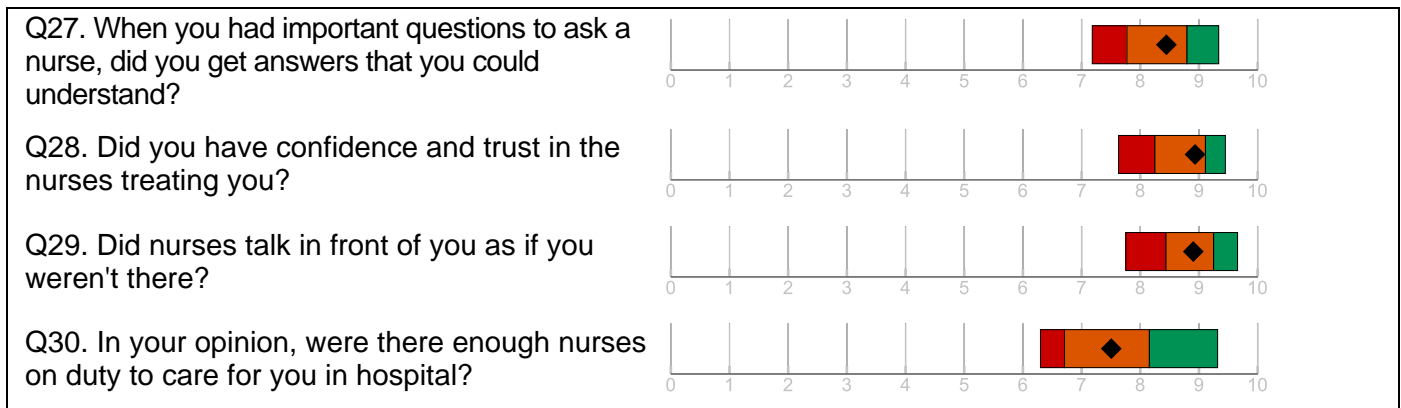 Q27. When you had important questions to ask a
nurse, did you get answers that you could
understand?
0 1 2 3 4 5 6 7 8 9 10
Q28. Did you have confidence and trust in the
nurses treating you?
0 1 2 3 4 5 6 7 8 9 10
Q29. Did nurses talk in front of you as if you
weren't there?
0 1 2 3 4 5 6 7 8 9 10
Q30. In your opinion, were there enough nurses
on duty to care for you in hospital?
0 1 2 3 4 5 6 7 8 9 10